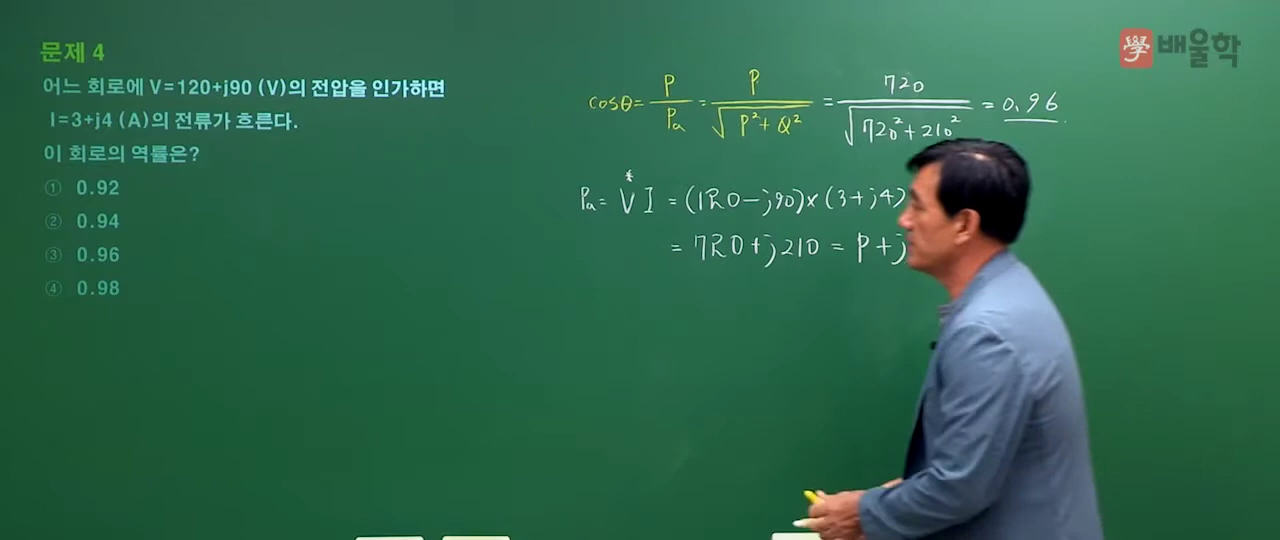 문제 4
어느 회로에 V=120+j90 (V)의 전압을 인가하면
I=3+j4 (A)의 전류가 흐른다.
이 회로의 역률은?
① 0.92
② 0.94
③ 0.96
④ 0.98
學 배울학
cosθ = P/Pa = P/√(P²+Q²) = 720/√(720²+210²) = 0.96
Pa = V* I = (120-j90)×(3+j4)
= 720+j210 = P+j